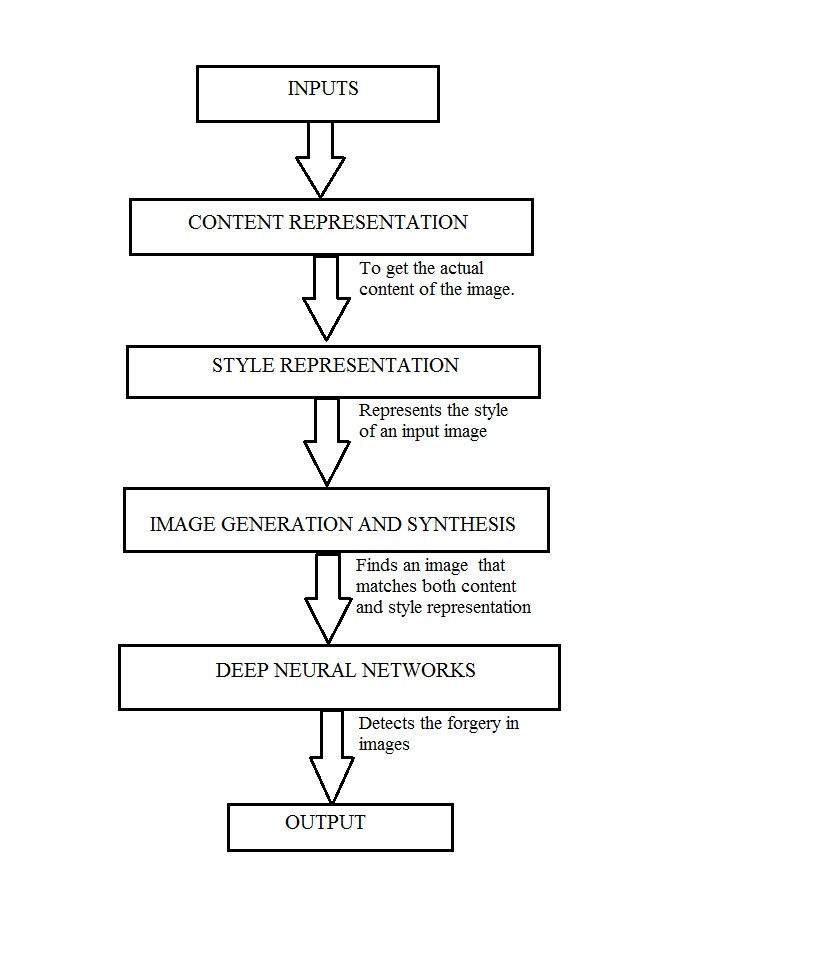 INPUTS
CONTENT REPRESENTATION
To get the actual
content of the image.
STYLE REPRESENTATION
Represents the style
of an input image
IMAGE GENERATION AND SYNTHESIS
Finds an image  that
matches both content
and style representation
DEEP NEURAL NETWORKS
Detects the forgery in
images
OUTPUT